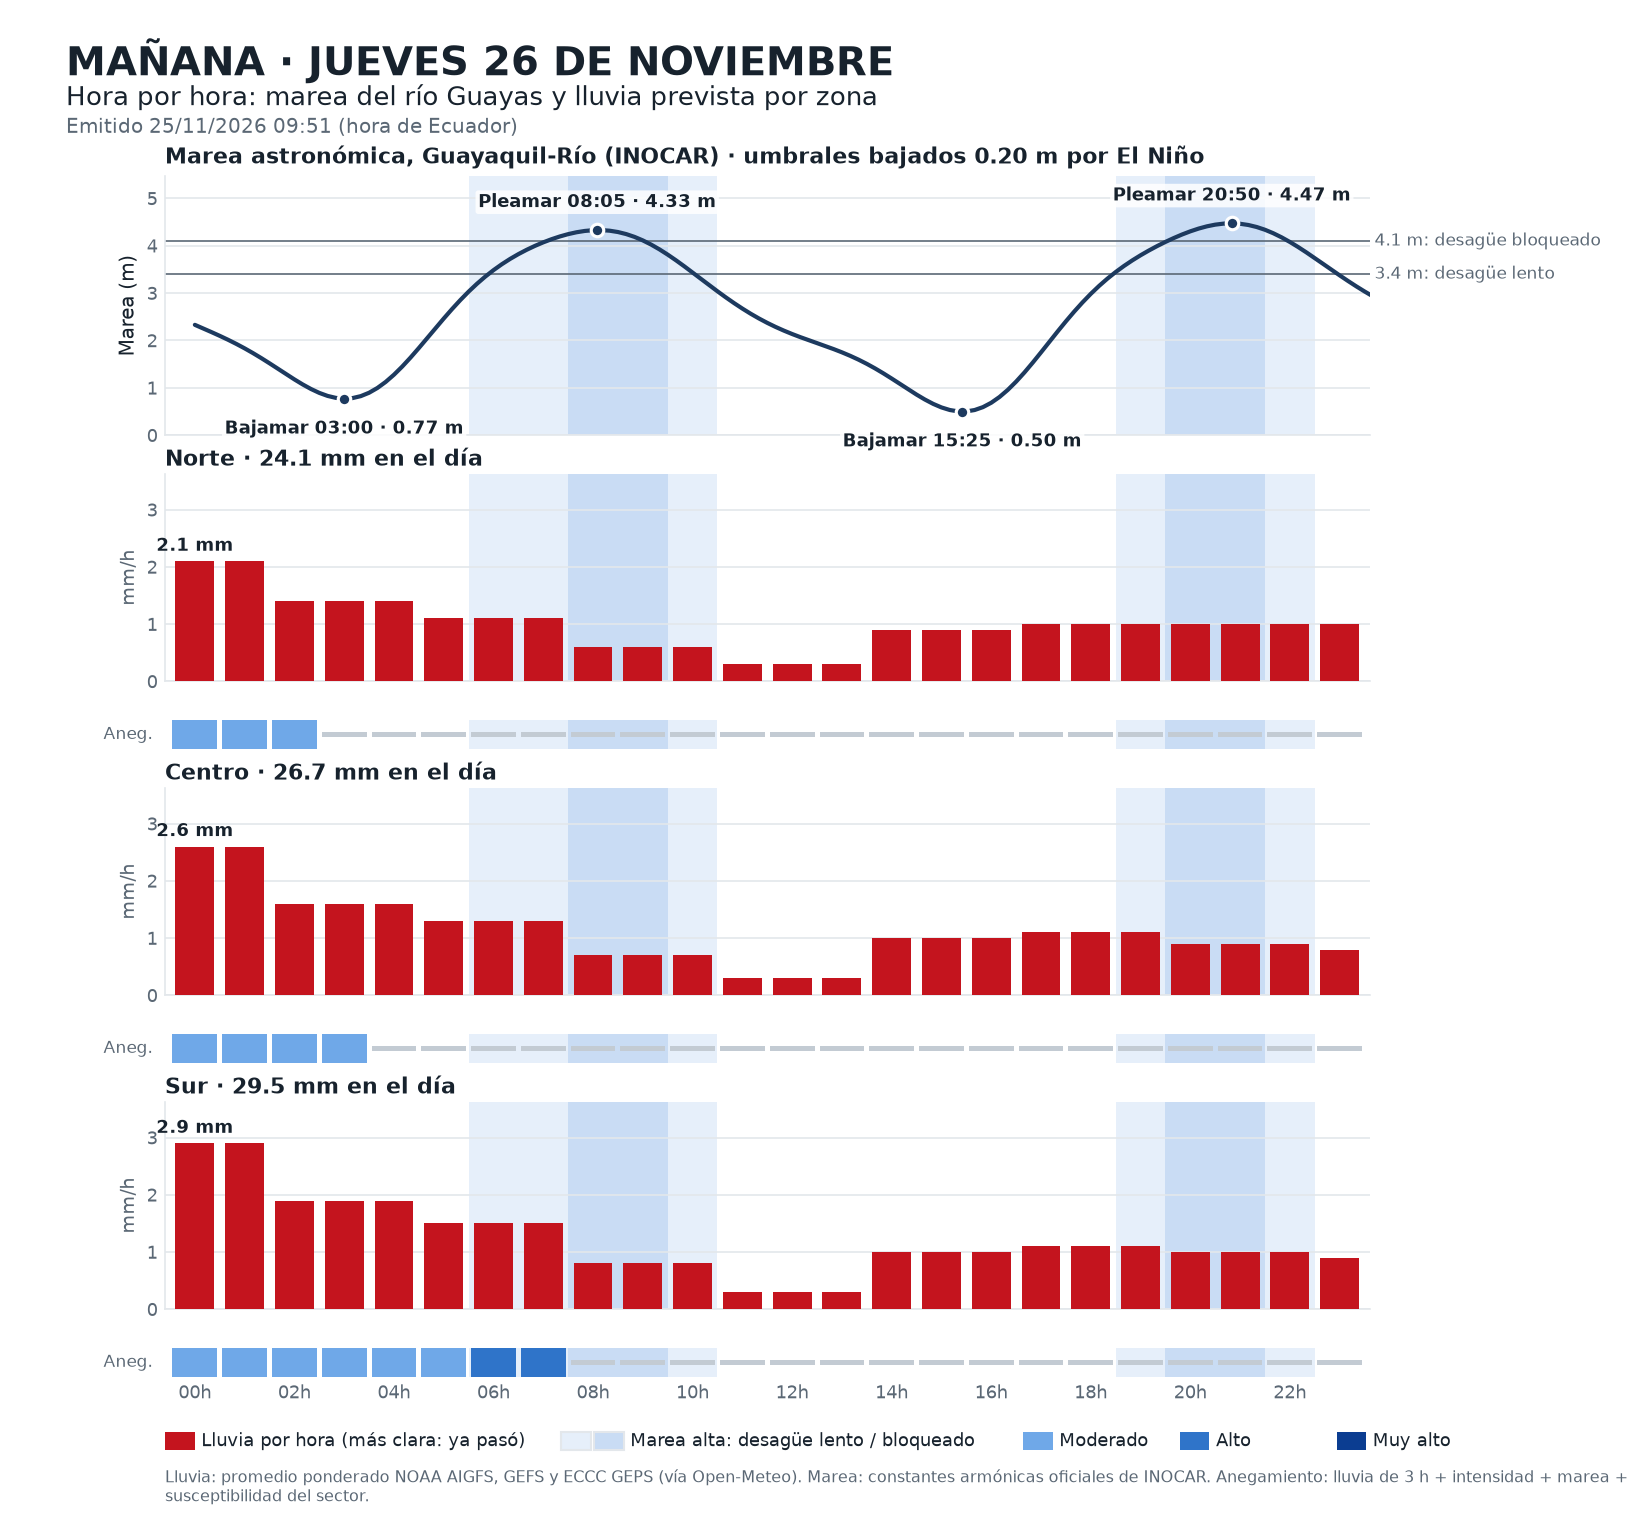 MAÑANA · JUEVES 26 DE NOVIEMBRE
Hora por hora: marea del río Guayas y lluvia prevista por zona
Emitido 25/11/2026 09:51 (hora de Ecuador)
Marea astronómica, Guayaquil-Río (INOCAR) · umbrales bajados 0.20 m por El Niño
Marea (m)
5
4
3
2
1
0
Pleamar 08:05 · 4.33 m
Pleamar 20:50 · 4.47 m
4.1 m: desagüe bloqueado
3.4 m: desagüe lento
Bajamar 03:00 · 0.77 m
Bajamar 15:25 · 0.50 m
Norte · 24.1 mm en el día
mm/h
3
2
1
0
2.1 mm
Aneg.
Centro · 26.7 mm en el día
mm/h
3
2
1
0
2.6 mm
Aneg.
Sur · 29.5 mm en el día
mm/h
3
2
1
0
2.9 mm
Aneg.
00h 02h 04h 06h 08h 10h 12h 14h 16h 18h 20h 22h
Lluvia por hora (más clara: ya pasó) Marea alta: desagüe lento / bloqueado Moderado Alto Muy alto
Lluvia: promedio ponderado NOAA AIGFS, GEFS y ECCC GEPS (vía Open-Meteo). Marea: constantes armónicas oficiales de INOCAR. Anegamiento: lluvia de 3 h + intensidad + marea +
susceptibilidad del sector.